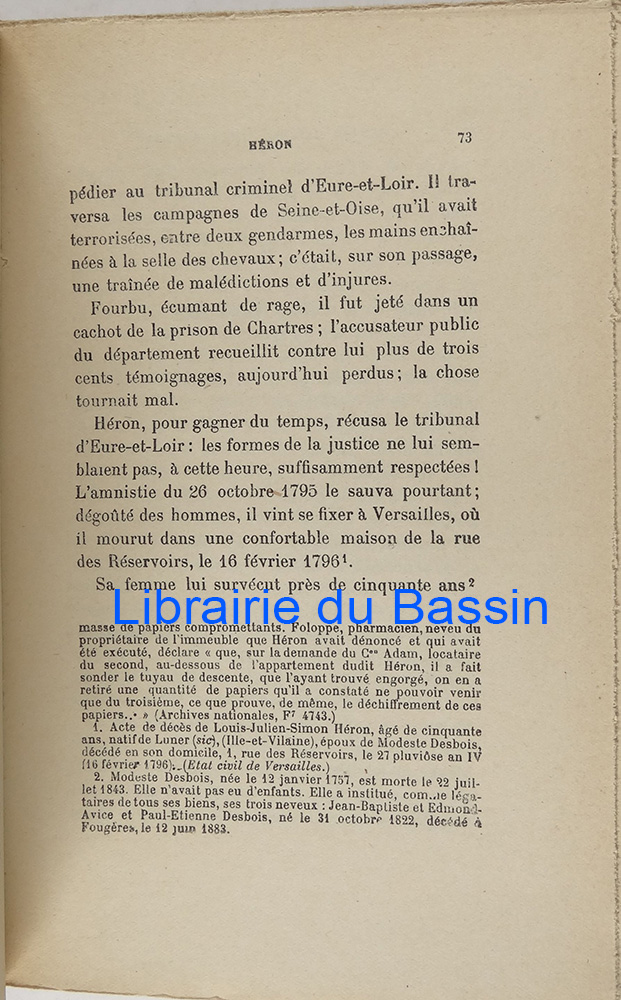 HÉRON
73
pédier au tribunal criminel d'Eure-et-Loir. Il tra-
versa les campagnes de Seine-et-Oise, qu'il avait
terrorisées, entre deux gendarmes, les mains enchaî-
nées à la selle des chevaux; c'était, sur son passage,
une traînée de malédictions et d'injures.
Fourbu, écumant de rage, il fut jeté dans un
cachot de la prison de Chartres; l'accusateur public
du département recueillit contre lui plus de trois
cents témoignages, aujourd'hui perdus; la chose
tournait mal.
Héron, pour gagner du temps, récusa le tribunal
d'Eure-et-Loir : les formes de la justice ne lui sem-
blaient pas, à cette heure, suffisamment respectées!
L'amnistie du 26 octobre 1795 le sauva pourtant;
dégoûté des hommes, il vint se fixer à Versailles, où
il mourut dans une confortable maison de la rue
des Réservoirs, le 16 février 1796¹.
Sa femme lui survécut près de cinquante ans²
Librairie du Bassin
masse de papiers compromettants. Foloppe, pharmacien, neveu du
propriétaire de l'immeuble que Héron avait dénoncé et qui avait
été exécuté, déclare « que, sur la demande du Cᵉⁿ Adam, locataire
du second, au-dessous de l'appartement dudit Héron, il a fait
sonder le tuyau de descente, que l'ayant trouvé engorgé, on en a
retiré une quantité de papiers qu'il a constaté ne pouvoir venir
que du troisième, ce que prouve, de même, le déchiffrement de ces
papiers... » (Archives nationales, F⁷ 4743.)
1. Acte de décès de Louis-Julien-Simon Héron, âgé de cinquante
ans, natif de Luner (sic), (Ille-et-Vilaine), époux de Modeste Desbois,
décédé en son domicile, 1, rue des Réservoirs, le 27 pluviôse an IV
(16 février 1796). (Etat civil de Versailles.)
2. Modeste Desbois, née le 12 janvier 1757, est morte le 22 juil-
let 1843. Elle n'avait pas eu d'enfants. Elle a institué, comme léga-
taires de tous ses biens, ses trois neveux : Jean-Baptiste et Edmond-
Avice et Paul-Etienne Desbois, né le 31 octobre 1822, décédé à
Fougères, le 12 juin 1883.